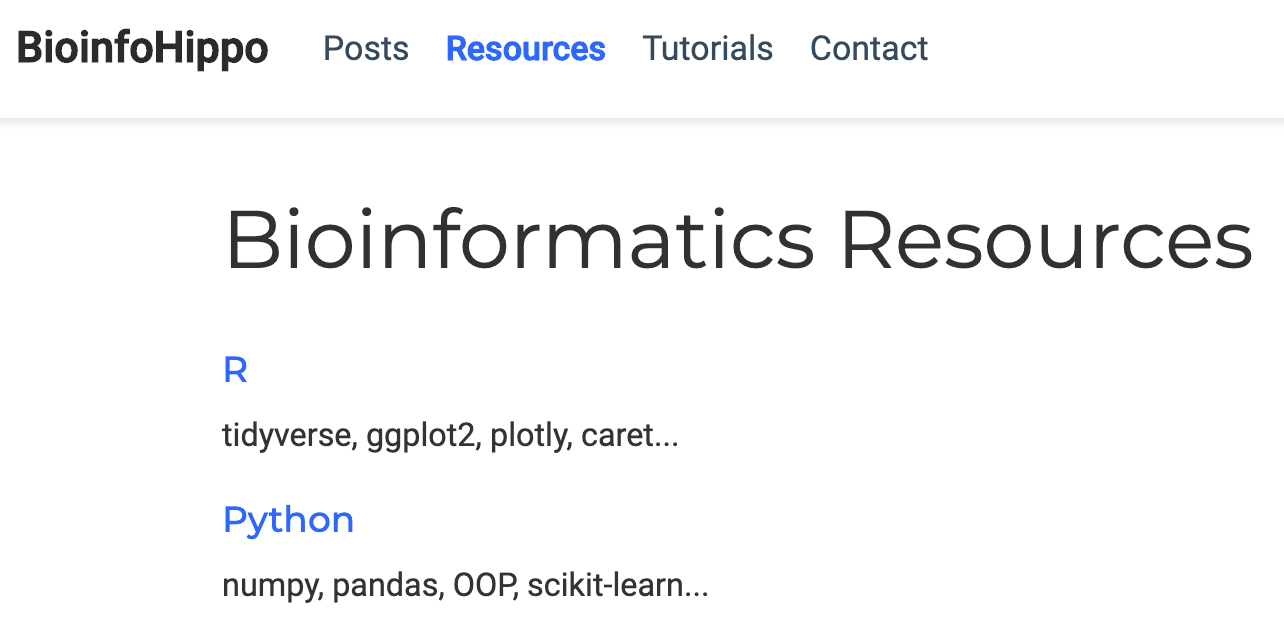 BioinfoHippo Posts Resources Tutorials Contact
Bioinformatics Resources
R
tidyverse, ggplot2, plotly, caret...
Python
numpy, pandas, OOP, scikit-learn...